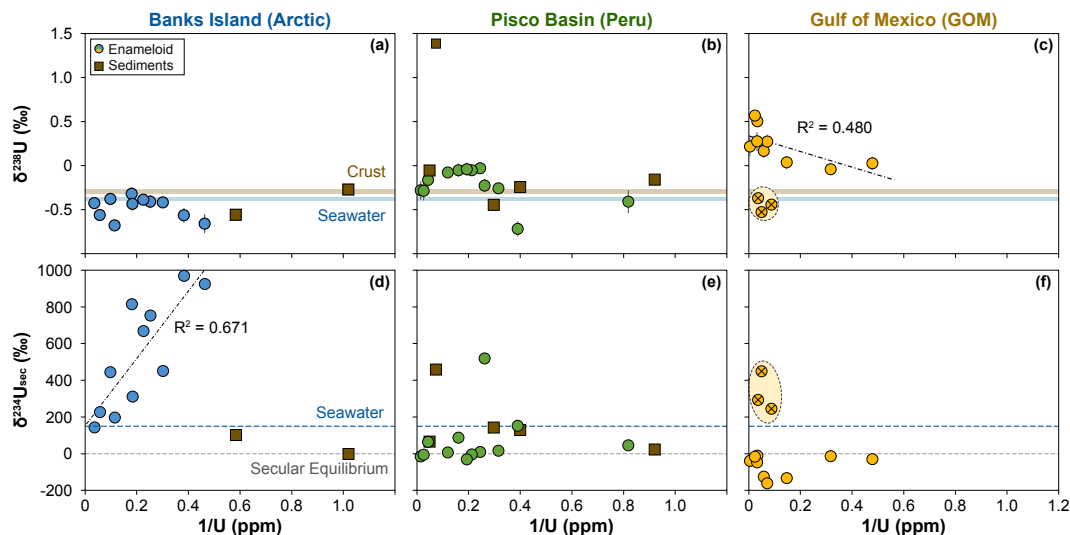 Banks Island (Arctic)
Pisco Basin (Peru)
Gulf of Mexico (GOM)
δ²³⁸U (‰)
1.5
1.0
0.5
0
-0.5
-1.0
Enameloid
Sediments
(a)
Crust
Seawater
(b)
(c)
R² = 0.480
δ²³⁴Usec (‰)
1000
800
600
400
200
0
-200
(d)
R² = 0.671
Seawater
Secular Equilibrium
(e)
(f)
0 0.2 0.4 0.6 0.8 1.0
0 0.2 0.4 0.6 0.8 1.0
0 0.2 0.4 0.6 0.8 1.0 1.2
1/U (ppm)
1/U (ppm)
1/U (ppm)